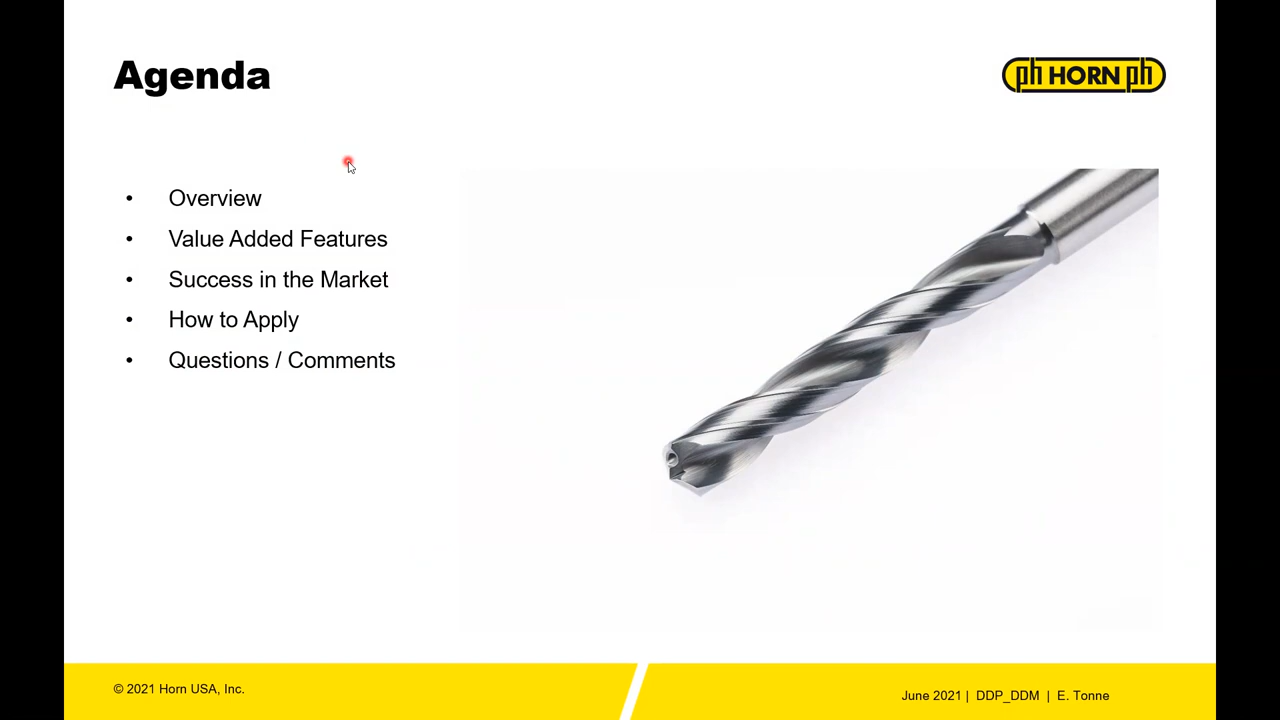 Agenda
ph HORN ph
• Overview
• Value Added Features
• Success in the Market
• How to Apply
• Questions / Comments
© 2021 Horn USA, Inc.
June 2021 | DDP_DDM | E. Tonne